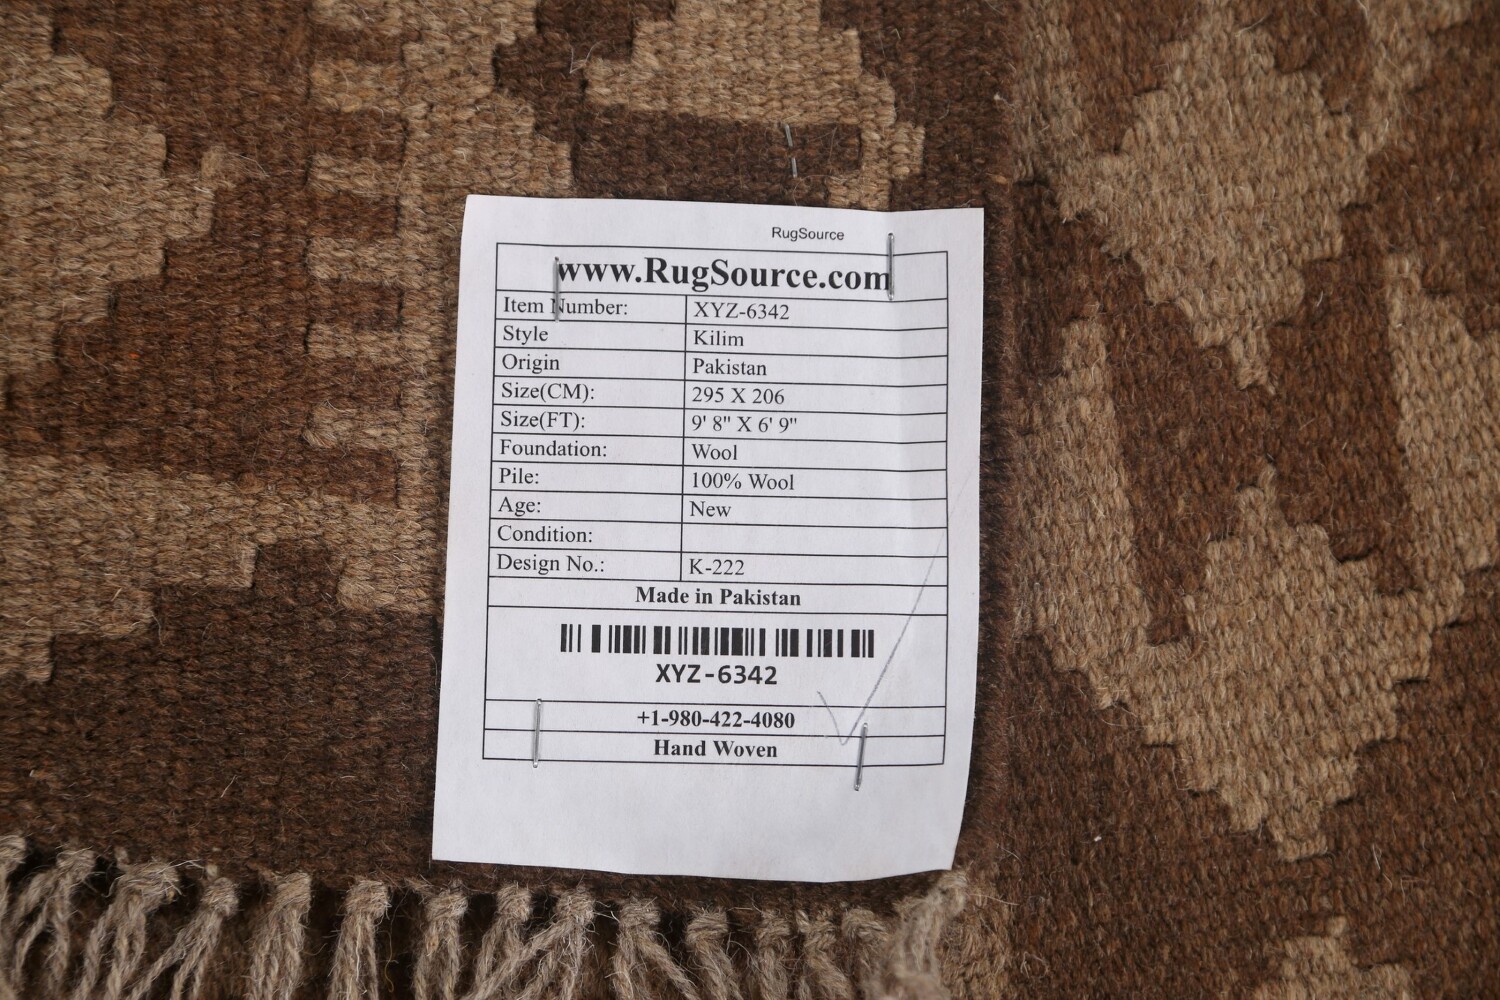 RugSource
www.RugSource.com
Item Number: XYZ-6342
Style Kilim
Origin Pakistan
Size(CM): 295 X 206
Size(FT): 9' 8" X 6' 9"
Foundation: Wool
Pile: 100% Wool
Age: New
Condition:
Design No.: K-222
Made in Pakistan
XYZ-6342
+1-980-422-4080
Hand Woven